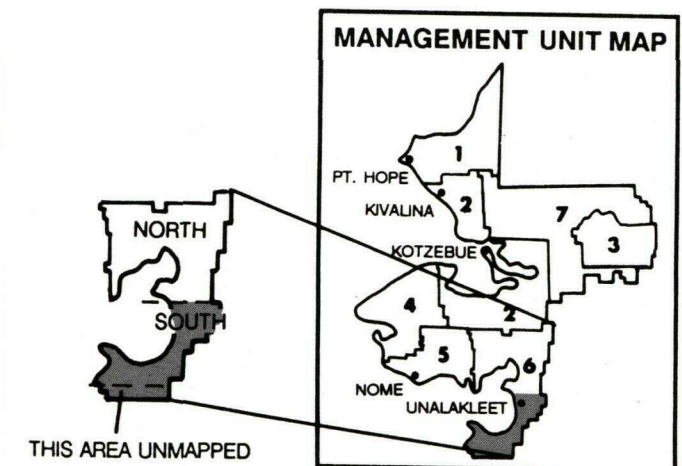 MANAGEMENT UNIT MAP
1
PT. HOPE
2
KIVALINA
7
3
KOTZEBUE
4
2
5
6
NOME
UNALAKLEET
NORTH
SOUTH
THIS AREA UNMAPPED